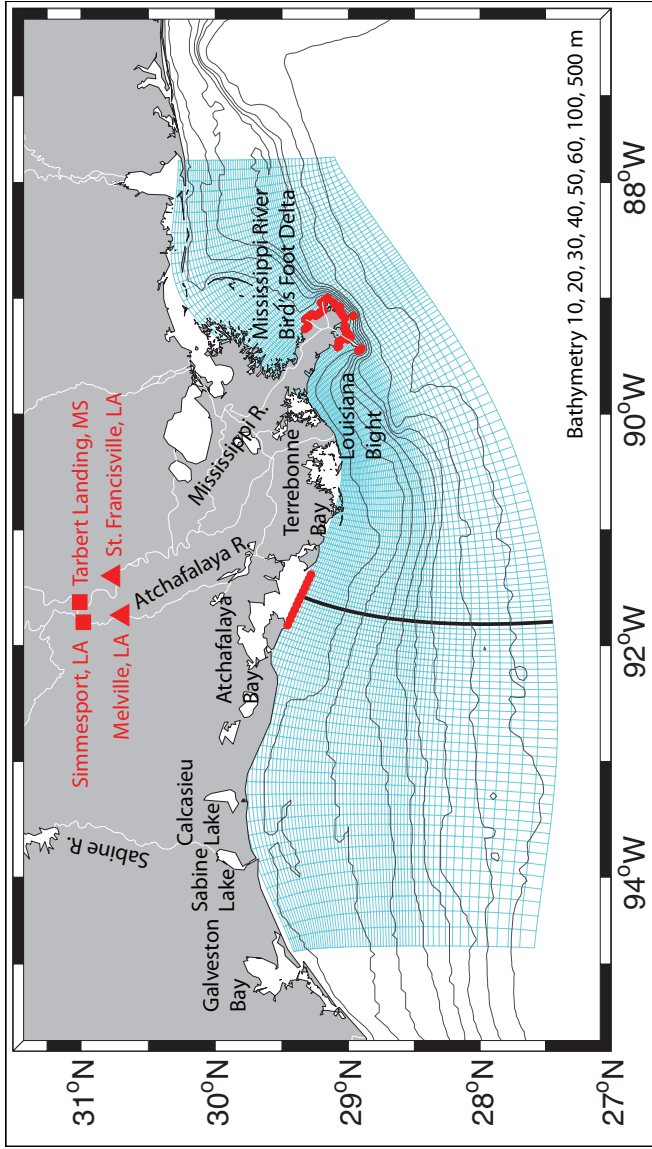 Simmesport, LA
Tarbert Landing, MS
Melville, LA
St. Francisville, LA
Sabine R.
Atchafalaya R.
Mississippi R.
Galveston
Bay
Sabine
Lake
Calcasieu
Lake
Atchafalaya
Bay
Terrebonne
Bay
Louisiana
Bight
Mississippi River
Bird's Foot Delta
Bathymetry 10, 20, 30, 40, 50, 60, 100, 500 m
31°N
30°N
29°N
28°N
27°N
94°W
92°W
90°W
88°W